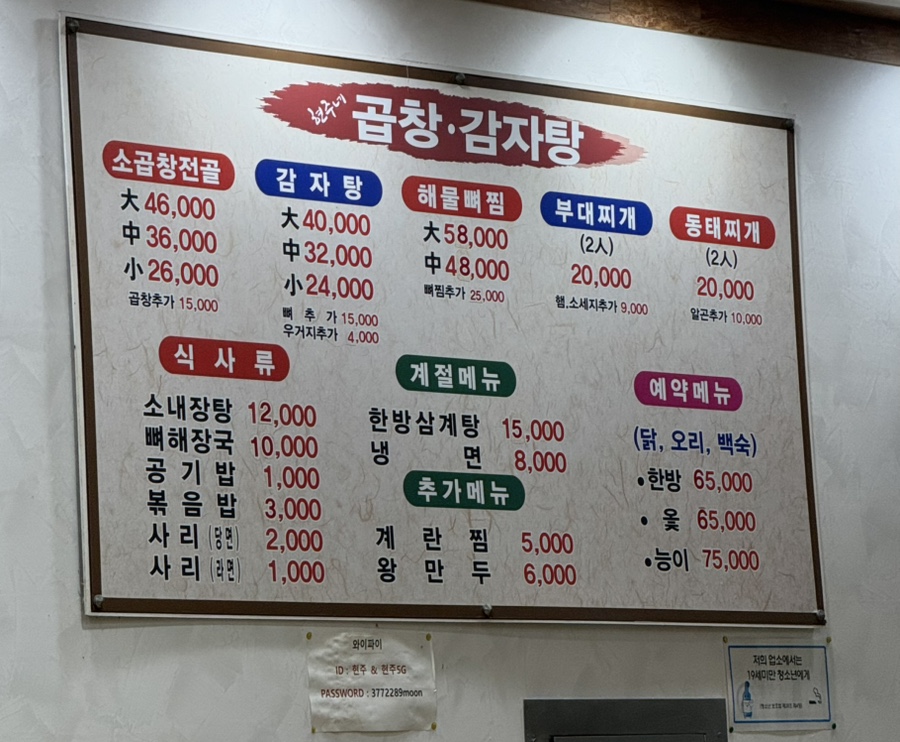 현주네 곱창·감자탕
소곱창전골
大 46,000
中 36,000
小 26,000
곱창추가 15,000
감자탕
大 40,000
中 32,000
小 24,000
뼈 추 가 15,000
우거지추가 4,000
해물뼈찜
大 58,000
中 48,000
뼈찜추가 25,000
부대찌개
(2人)
20,000
햄.소세지추가 9,000
동태찌개
(2人)
20,000
알곤추가 10,000
식사류
소내장탕 12,000
뼈해장국 10,000
공기밥 1,000
볶음밥 3,000
사리(당면) 2,000
사리(라면) 1,000
계절메뉴
한방삼계탕 15,000
냉 면 8,000
추가메뉴
계 란 찜 5,000
왕 만 두 6,000
예약메뉴
(닭, 오리, 백숙)
•한방 65,000
• 옻 65,000
•능이 75,000
와이파이
ID : 현주 & 현주5G
PASSWORD : 3772289moon
저희 업소에서는
19세미만 청소년에게